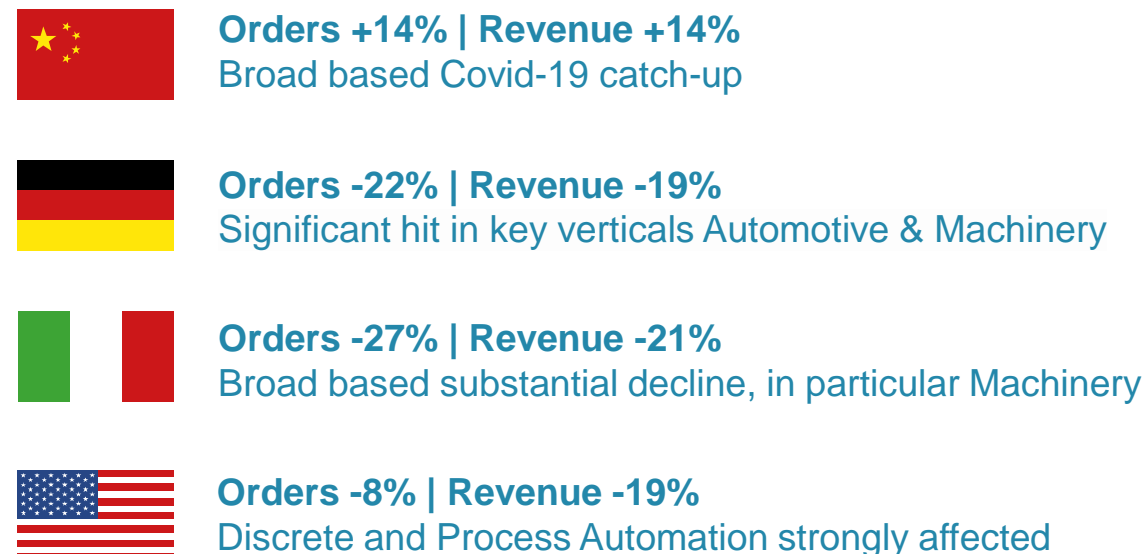 Orders +14% | Revenue +14%
Broad based Covid-19 catch-up
Orders -22% | Revenue -19%
Significant hit in key verticals Automotive & Machinery
Orders -27% | Revenue -21%
Broad based substantial decline, in particular Machinery
Orders -8% | Revenue -19%
Discrete and Process Automation strongly affected